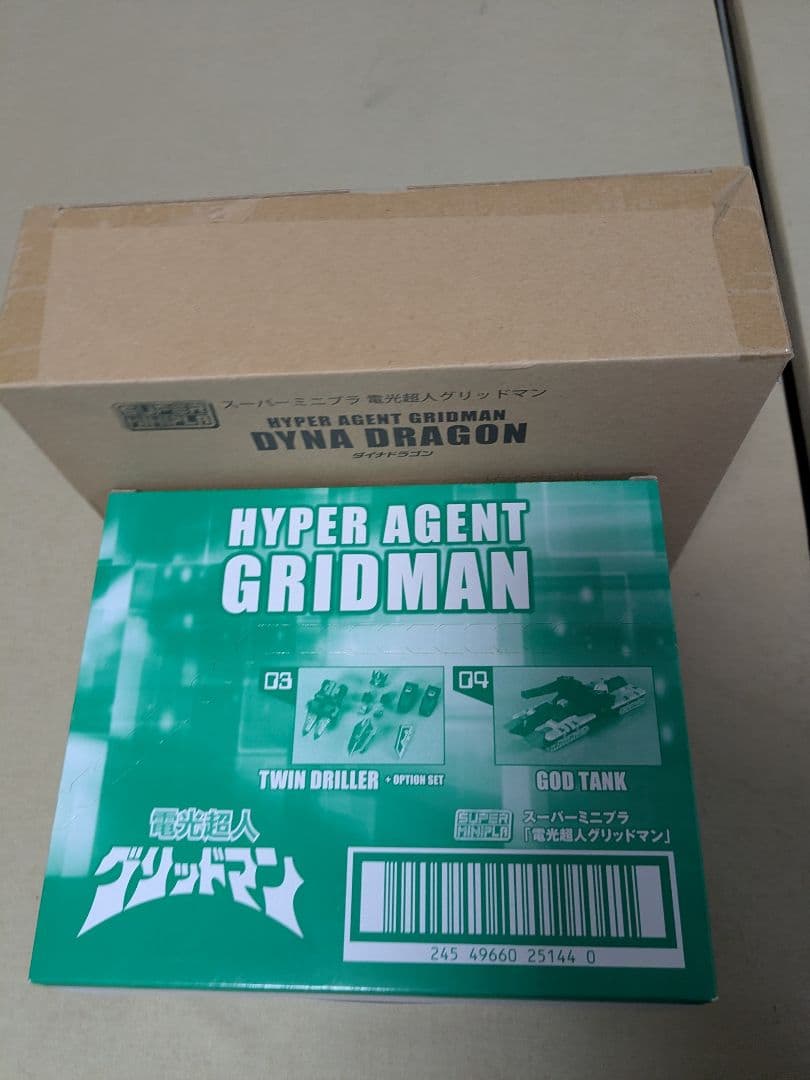 SUPER MINIPLA
スーパーミニプラ 電光超人グリッドマン
HYPER AGENT GRIDMAN
DYNA DRAGON
ダイナドラゴン
HYPER AGENT
GRIDMAN
03
TWIN DRILLER + OPTION SET
04
GOD TANK
電光超人
グリッドマン
SUPER MINIPLA
スーパーミニプラ
「電光超人グリッドマン」
245 49660 25144 0